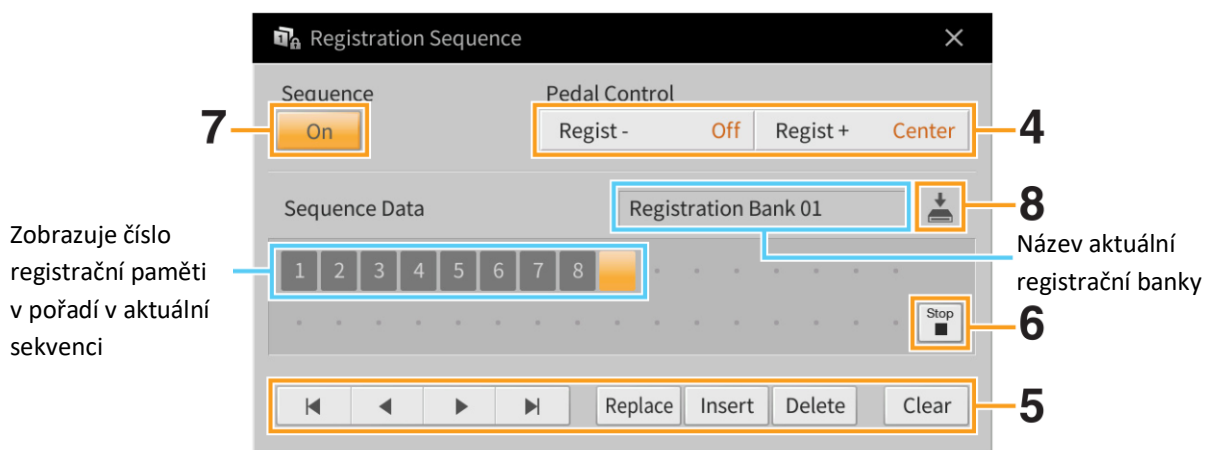 Registration Sequence
Sequence
Pedal Control
7
On
Regist -
Off
Regist +
Center
4
Sequence Data
Registration Bank 01
8
Zobrazuje číslo
registrační paměti
v pořadí v aktuální
sekvenci
1 2 3 4 5 6 7 8
Název aktuální
registrační banky
Stop
6
Replace
Insert
Delete
Clear
5